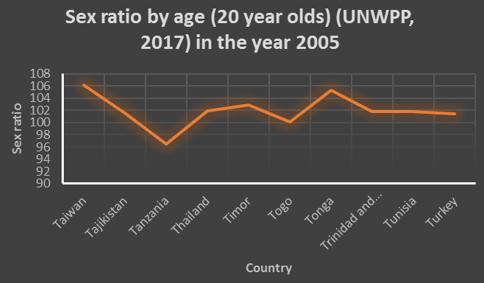 Sex ratio by age (20 year olds) (UNWPP,
2017) in the year 2005
108
106
104
102
100
98
96
94
92
90
Sex ratio
Taiwan
Tajikistan
Tanzania
Thailand
Timor
Togo
Tonga
Trinidad and...
Tunisia
Turkey
Country